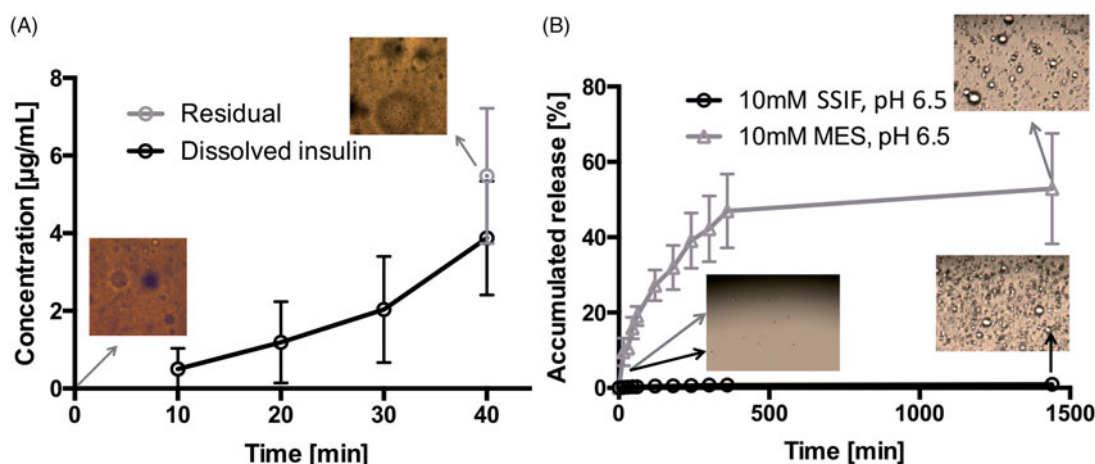 (A)
8
6
4
2
0
Concentration [µg/mL]
Residual
Dissolved insulin
0 10 20 30 40
Time [min]
(B)
80
60
40
20
0
Accumulated release [%]
10mM SSIF, pH 6.5
10mM MES, pH 6.5
0 500 1000 1500
Time [min]